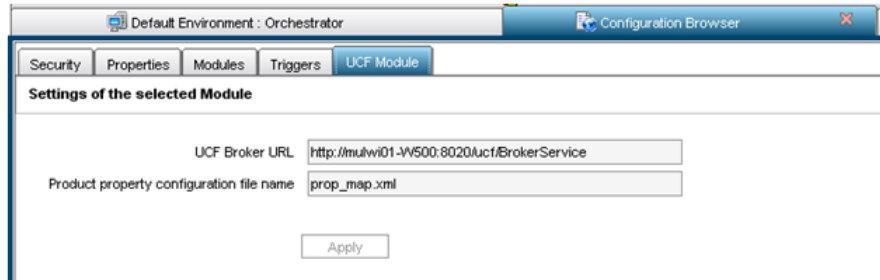 Default Environment : Orchestrator
Configuration Browser
Security Properties Modules Triggers UCF Module
Settings of the selected Module
UCF Broker URL http://mulwi01-W500:8020/ucf/BrokerService
Product property configuration file name prop_map.xml
Apply